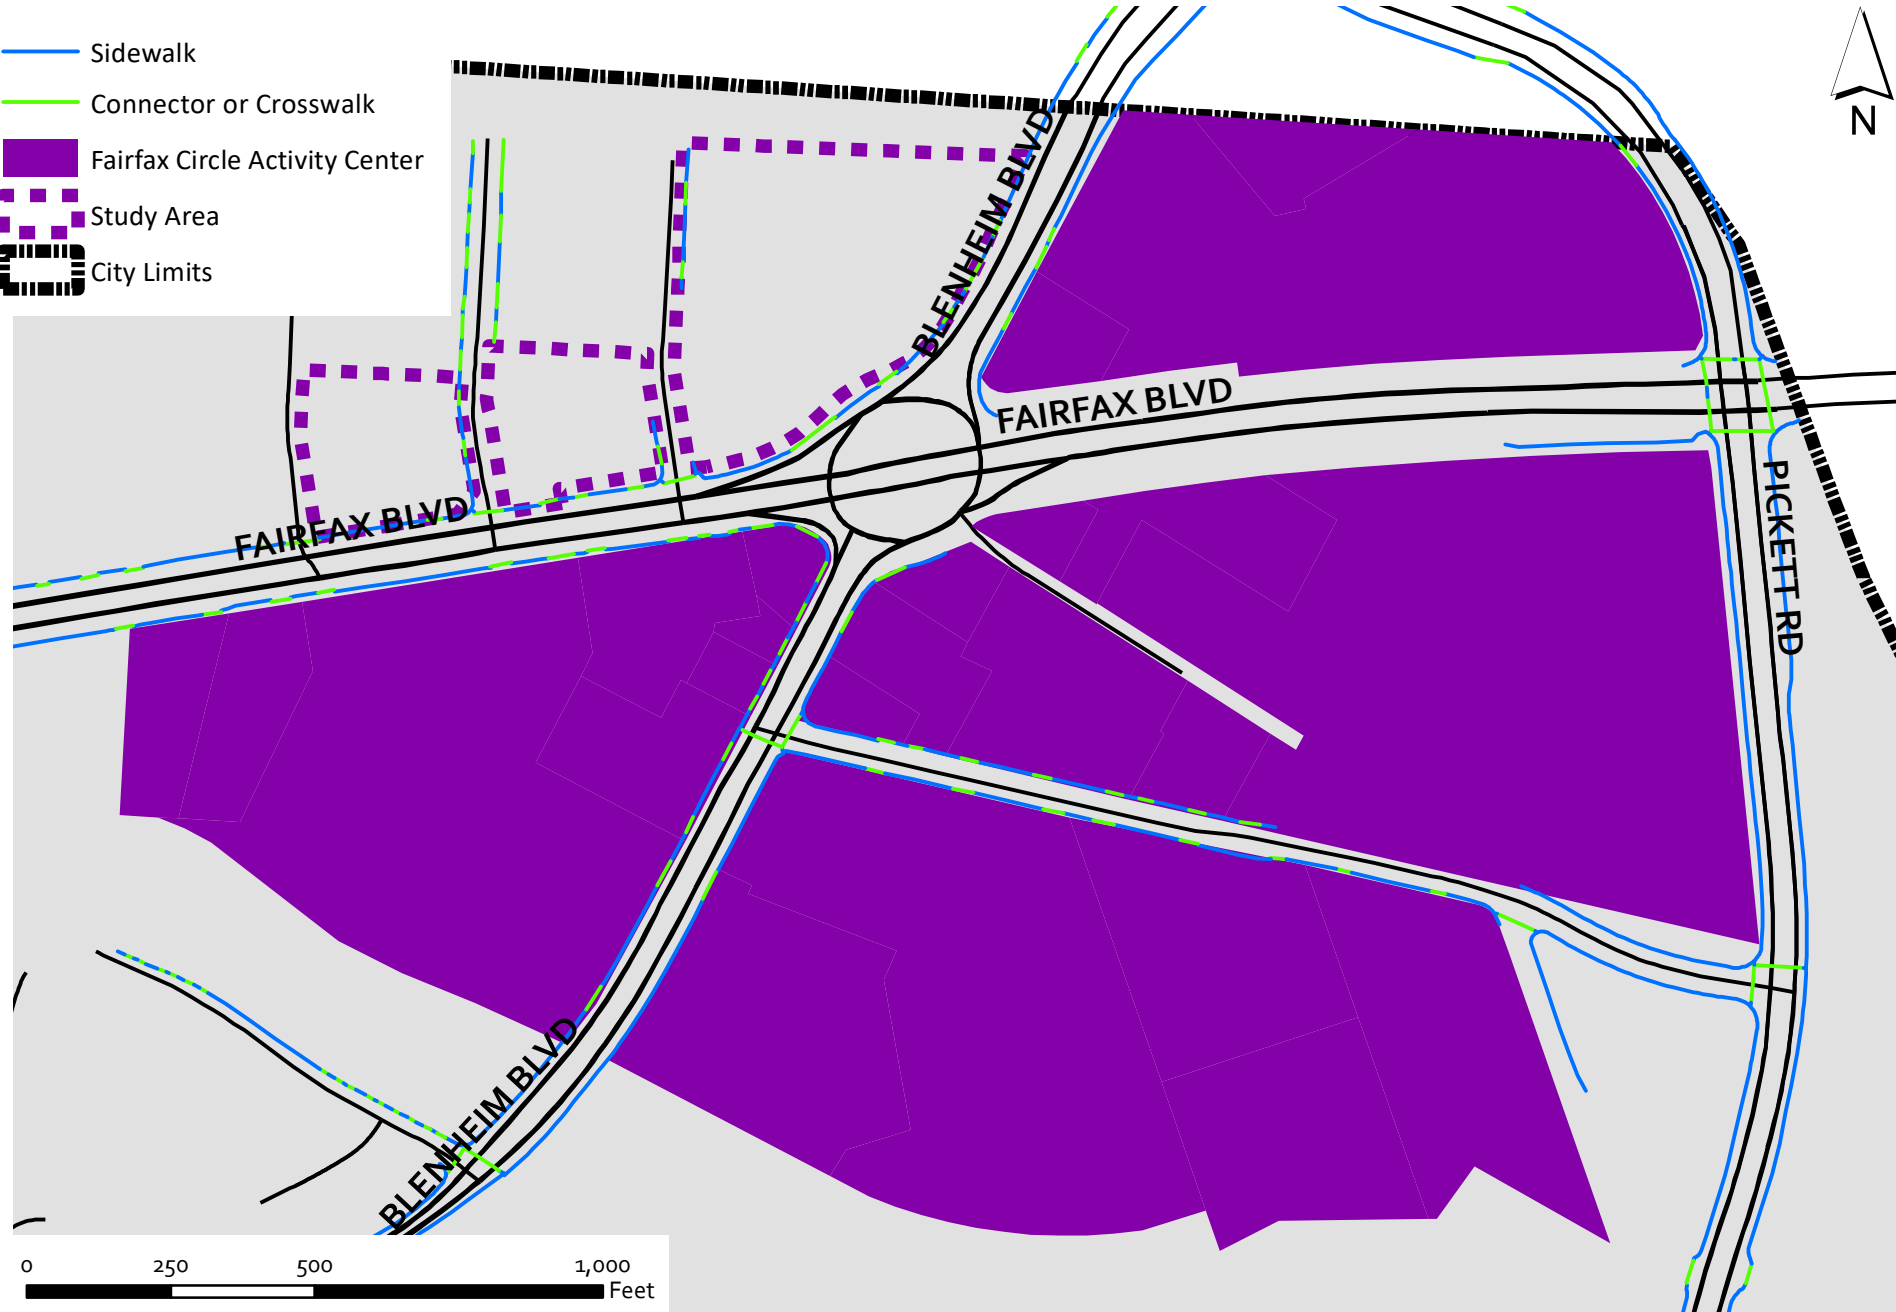 Sidewalk
Connector or Crosswalk
Fairfax Circle Activity Center
Study Area
City Limits
N
BLENHEIM BLVD
FAIRFAX BLVD
FAIRFAX BLVD
PICKETT RD
BLENHEIM BLVD
0 250 500 1,000
Feet